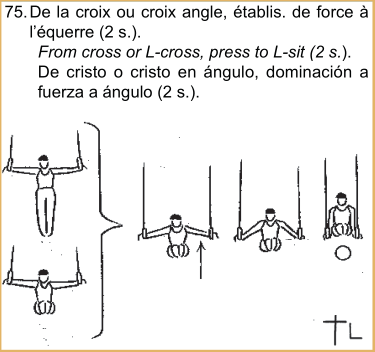 75. De la croix ou croix angle, établis. de force à
l'équerre (2 s.).
From cross or L-cross, press to L-sit (2 s.).
De cristo o cristo en ángulo, dominación a
fuerza a ángulo (2 s.).